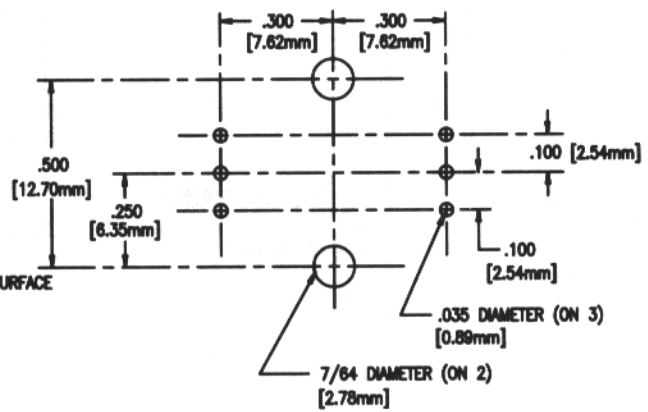 .300 .300
[7.62mm] [7.62mm]
.500
[12.70mm]
.250
[6.35mm]
.100 [2.54mm]
.100
[2.54mm]
URFACE
.035 DIAMETER (ON 3)
[0.89mm]
7/64 DIAMETER (ON 2)
[2.78mm]